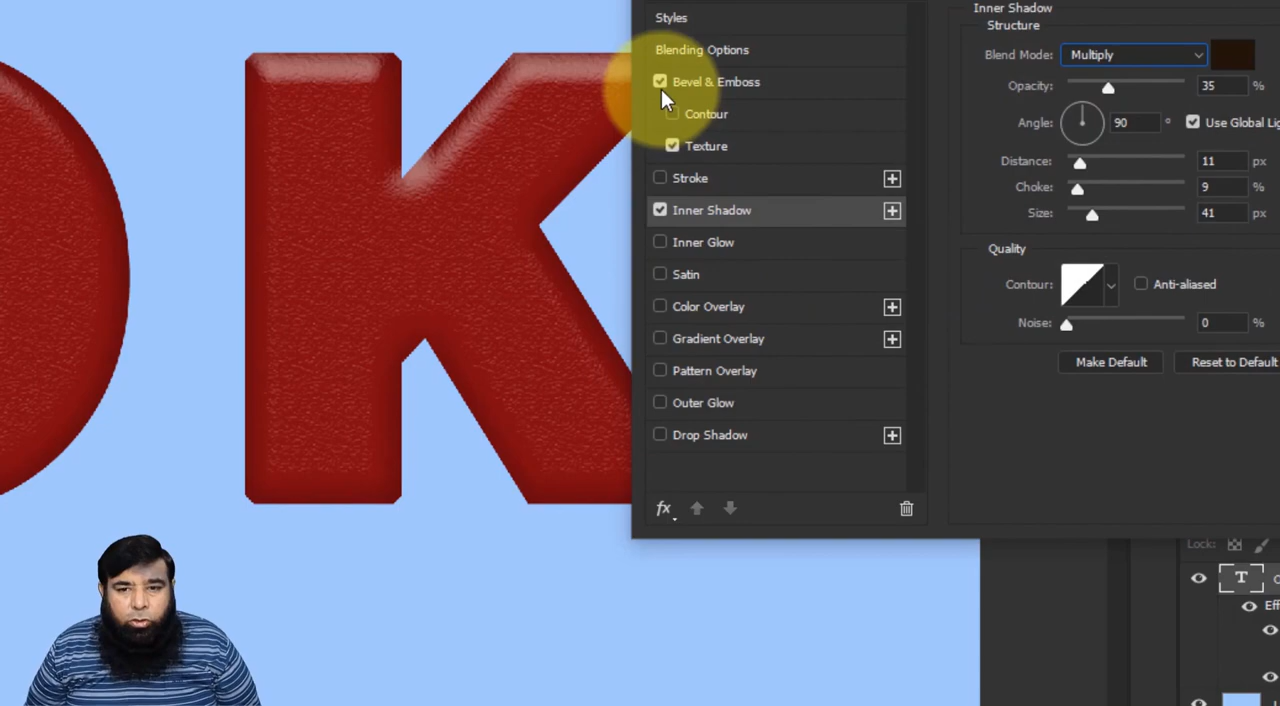 OK
Styles
Blending Options
Bevel & Emboss
Contour
Texture
Stroke
Inner Shadow
Inner Glow
Satin
Color Overlay
Gradient Overlay
Pattern Overlay
Outer Glow
Drop Shadow
fx
Inner Shadow
Structure
Blend Mode: Multiply
Opacity: 35 %
Angle: 90 ° Use Global Lig
Distance: 11 px
Choke: 9 %
Size: 41 px
Quality
Contour: Anti-aliased
Noise: 0 %
Make Default Reset to Default
Lock:
T
Eff